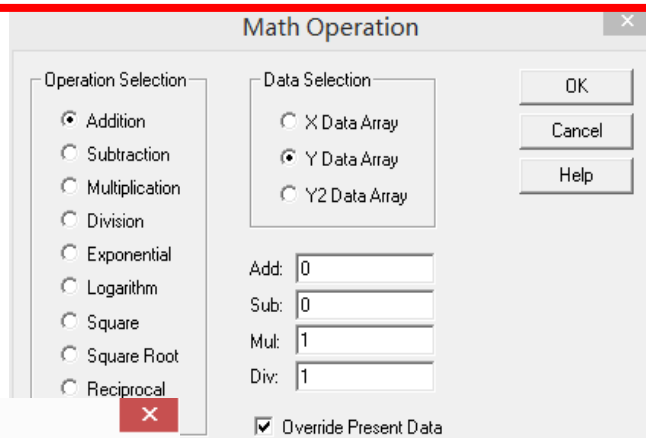 Math Operation
Operation Selection
Addition
Subtraction
Multiplication
Division
Exponential
Logarithm
Square
Square Root
Reciprocal
Data Selection
X Data Array
Y Data Array
Y2 Data Array
Add: 0
Sub: 0
Mul: 1
Div: 1
Override Present Data
OK
Cancel
Help